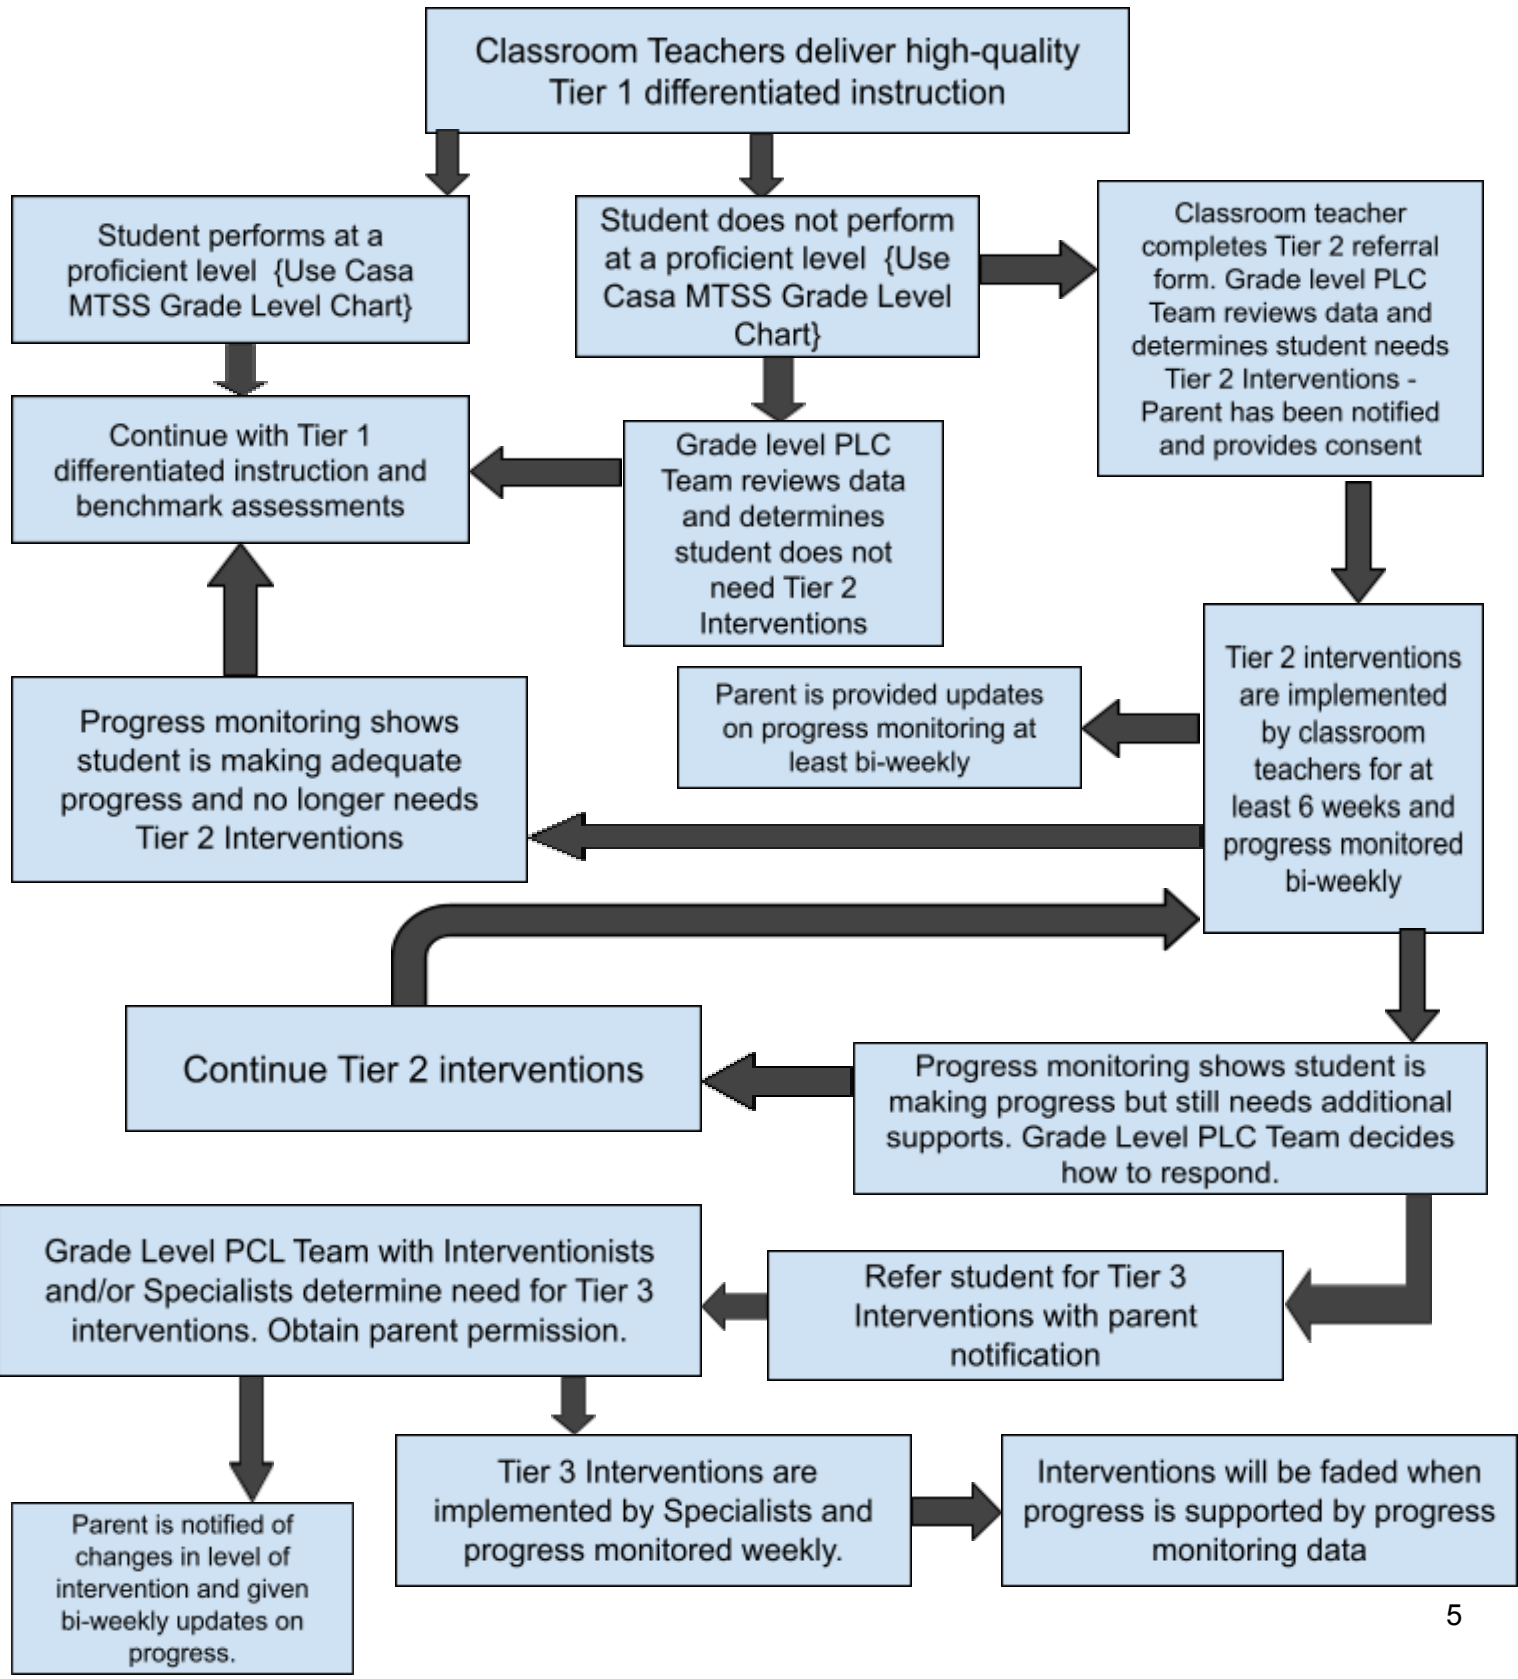 Classroom Teachers deliver high-quality
Tier 1 differentiated instruction
Student performs at a
proficient level {Use Casa
MTSS Grade Level Chart}
Student does not perform
at a proficient level {Use
Casa MTSS Grade Level
Chart}
Classroom teacher
completes Tier 2 referral
form. Grade level PLC
Team reviews data and
determines student needs
Tier 2 Interventions -
Parent has been notified
and provides consent
Continue with Tier 1
differentiated instruction and
benchmark assessments
Grade level PLC
Team reviews data
and determines
student does not
need Tier 2
Interventions
Tier 2 interventions
are implemented
by classroom
teachers for at
least 6 weeks and
progress monitored
bi-weekly
Parent is provided updates
on progress monitoring at
least bi-weekly
Progress monitoring shows
student is making adequate
progress and no longer needs
Tier 2 Interventions
Continue Tier 2 interventions
Progress monitoring shows student is
making progress but still needs additional
supports. Grade Level PLC Team decides
how to respond.
Grade Level PCL Team with Interventionists
and/or Specialists determine need for Tier 3
interventions. Obtain parent permission.
Refer student for Tier 3
Interventions with parent
notification
Parent is notified of
changes in level of
intervention and given
bi-weekly updates on
progress.
Tier 3 Interventions are
implemented by Specialists and
progress monitored weekly.
Interventions will be faded when
progress is supported by progress
monitoring data
5